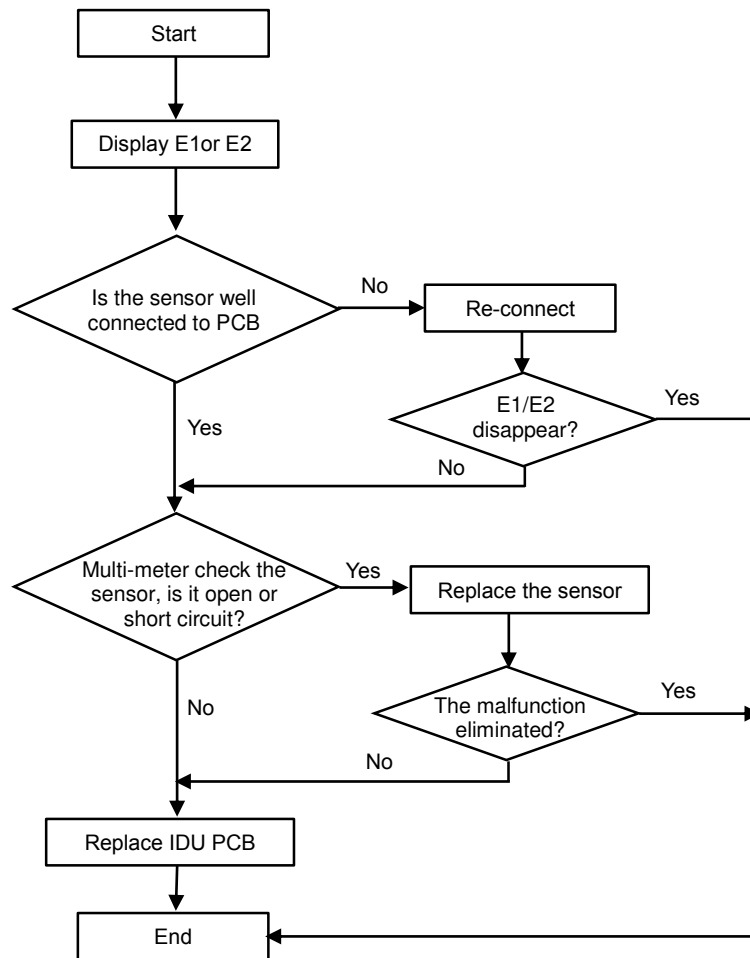 Start
Display E1or E2
Is the sensor well
connected to PCB
No
Re-connect
E1/E2
disappear?
Yes
Yes
No
Multi-meter check the
sensor, is it open or
short circuit?
Yes
Replace the sensor
The malfunction
eliminated?
Yes
No
No
Replace IDU PCB
End